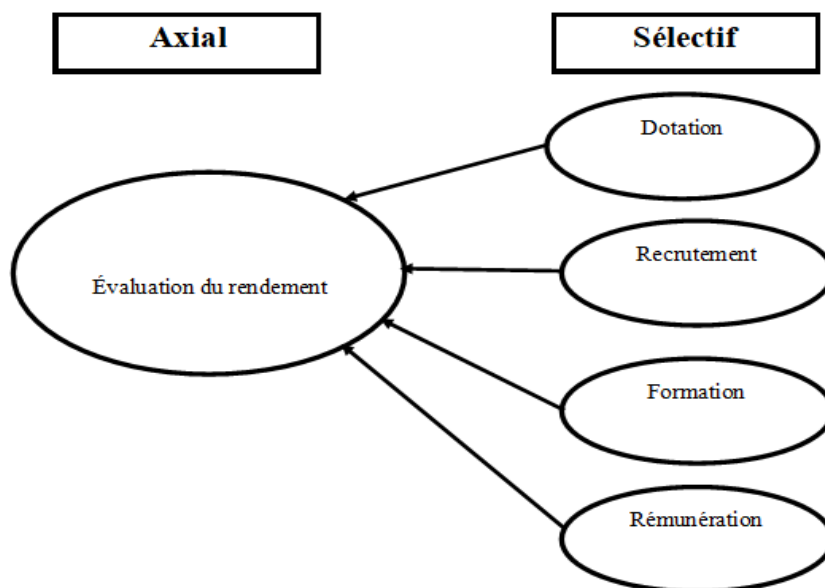 Axial
Sélectif
Dotation
Recrutement
Évaluation du rendement
Formation
Rémunération